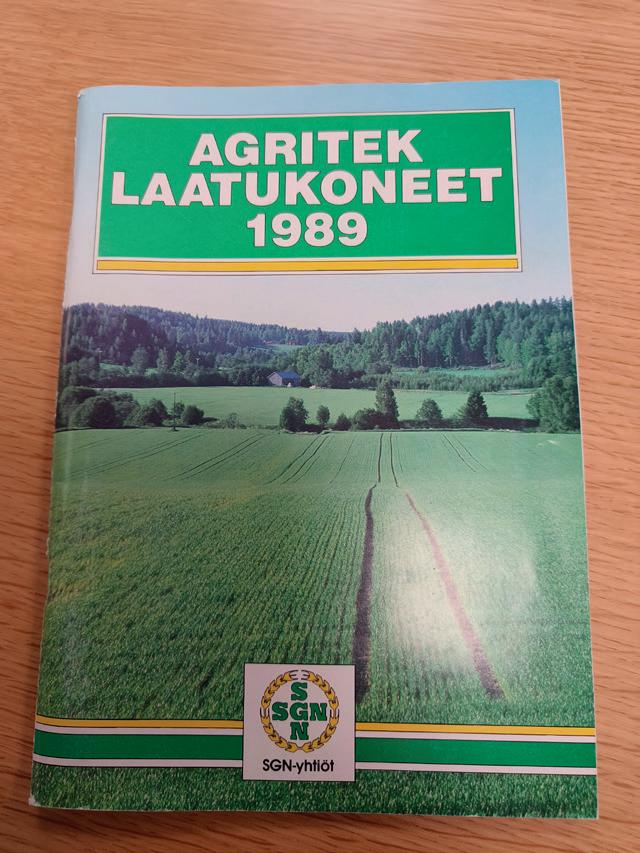 AGRITEK
LAATUKONEET
1989
S
SGN
N
SGN-yhtiöt